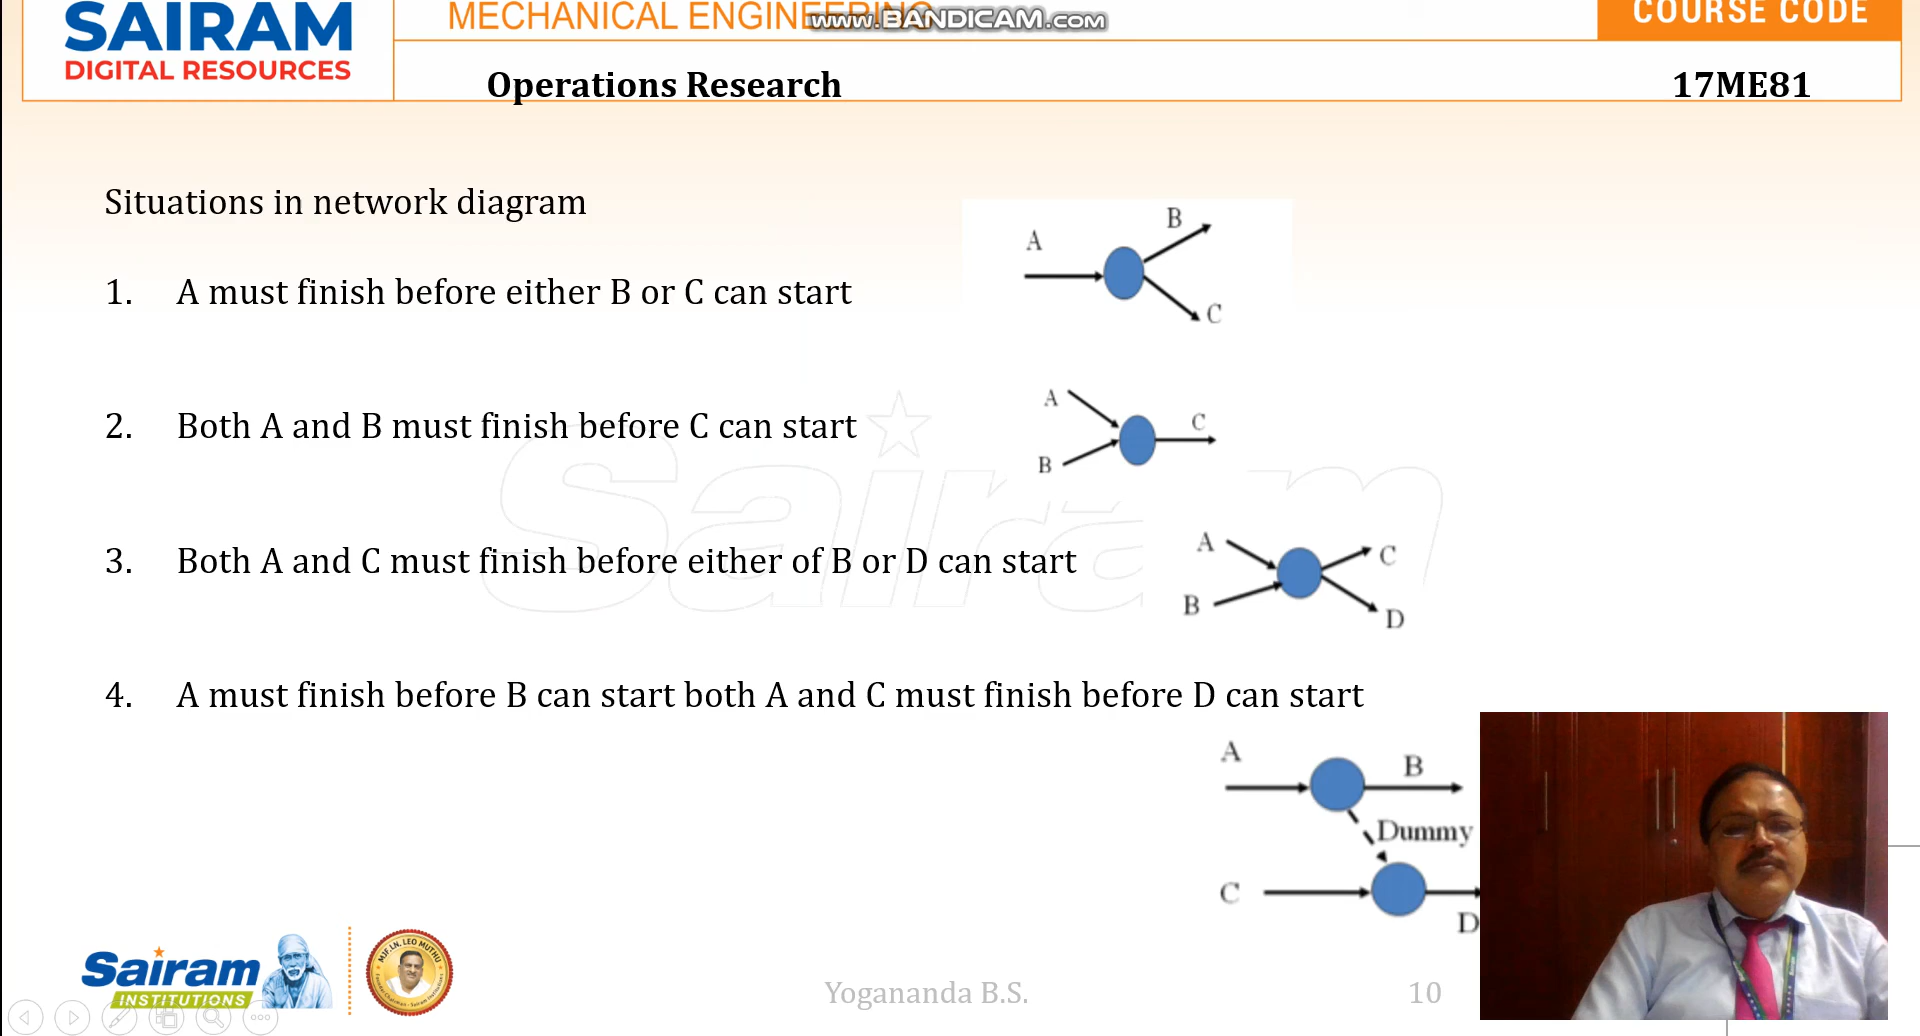 SAIRAM
DIGITAL RESOURCES
MECHANICAL ENGINEERING
www.BANDICAM.com
COURSE CODE
Operations Research
17ME81
Situations in network diagram
1. A must finish before either B or C can start
A
B
C
2. Both A and B must finish before C can start
A
B
C
3. Both A and C must finish before either of B or D can start
A
B
C
D
4. A must finish before B can start both A and C must finish before D can start
A
B
Dummy
C
D
Sairam
Sairam
INSTITUTIONS
MJF.LN. LEO MUTHU
Yogananda B.S.
10